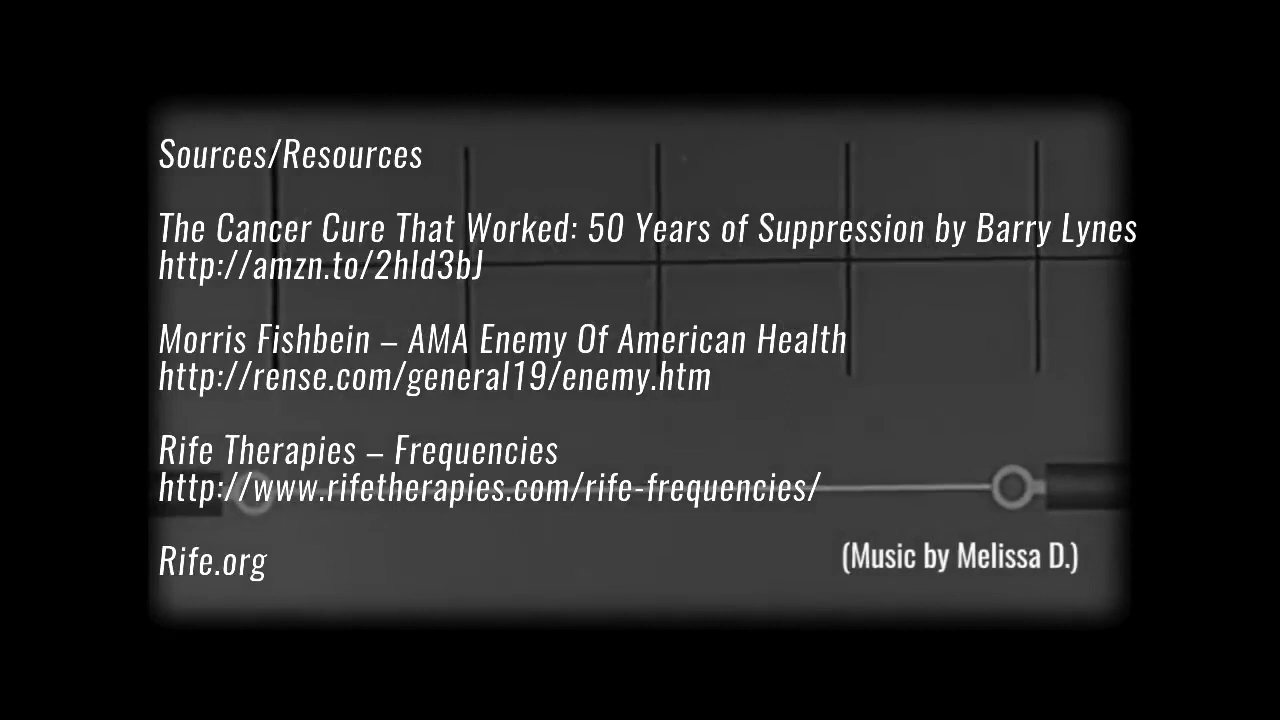 Sources/Resources
The Cancer Cure That Worked: 50 Years of Suppression by Barry Lynes
http://amzn.to/2hId3bJ
Morris Fishbein – AMA Enemy Of American Health
http://rense.com/general19/enemy.htm
Rife Therapies – Frequencies
http://www.rifetherapies.com/rife-frequencies/
Rife.org
(Music by Melissa D.)